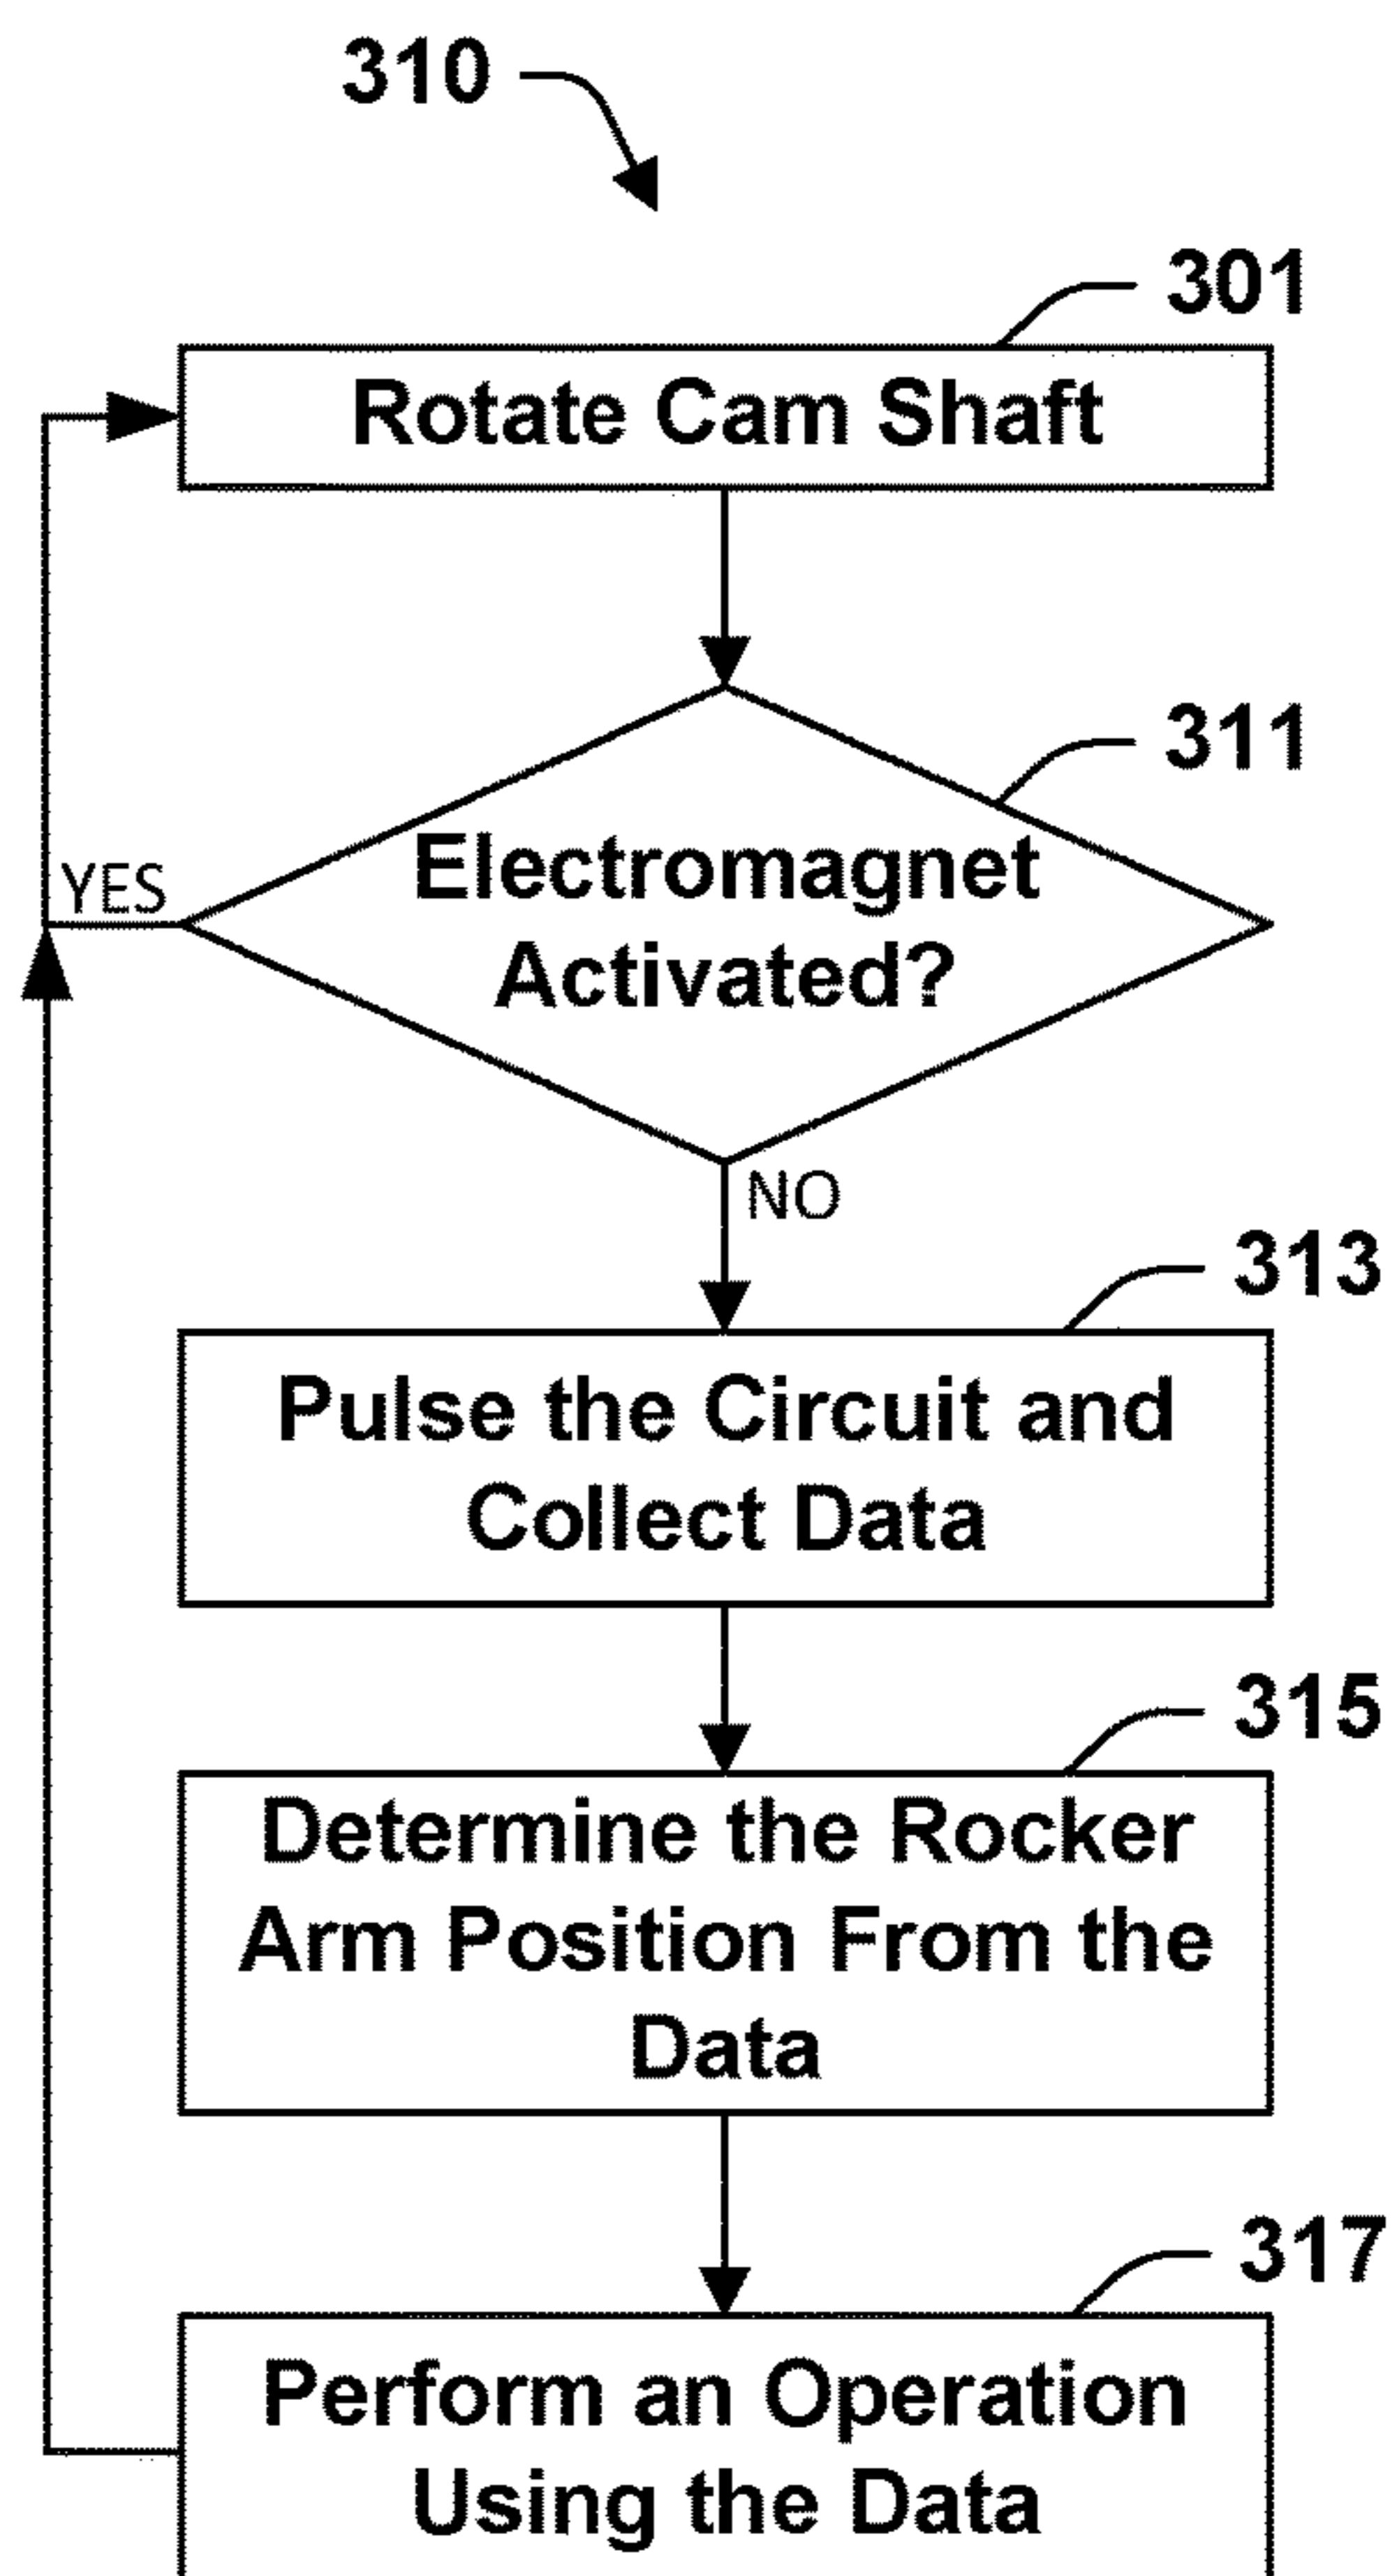 310
301
Rotate Cam Shaft
311
Electromagnet
Activated?
YES
NO
313
Pulse the Circuit and
Collect Data
315
Determine the Rocker
Arm Position From the
Data
317
Perform an Operation
Using the Data